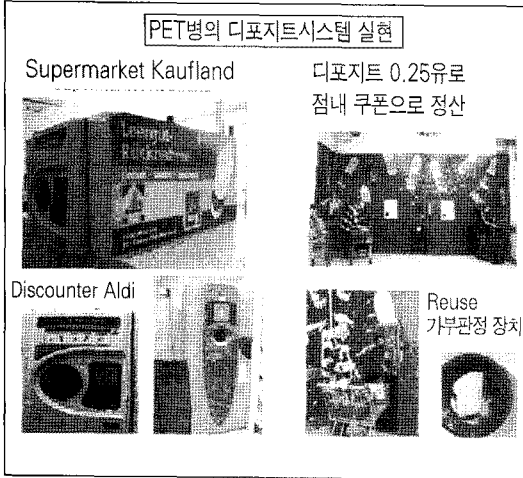 PET병의 디포지트시스템 실현
Supermarket Kaufland
디포지트 0.25유로
점내 쿠폰으로 정산
Discounter Aldi
Reuse
가부판정 장치